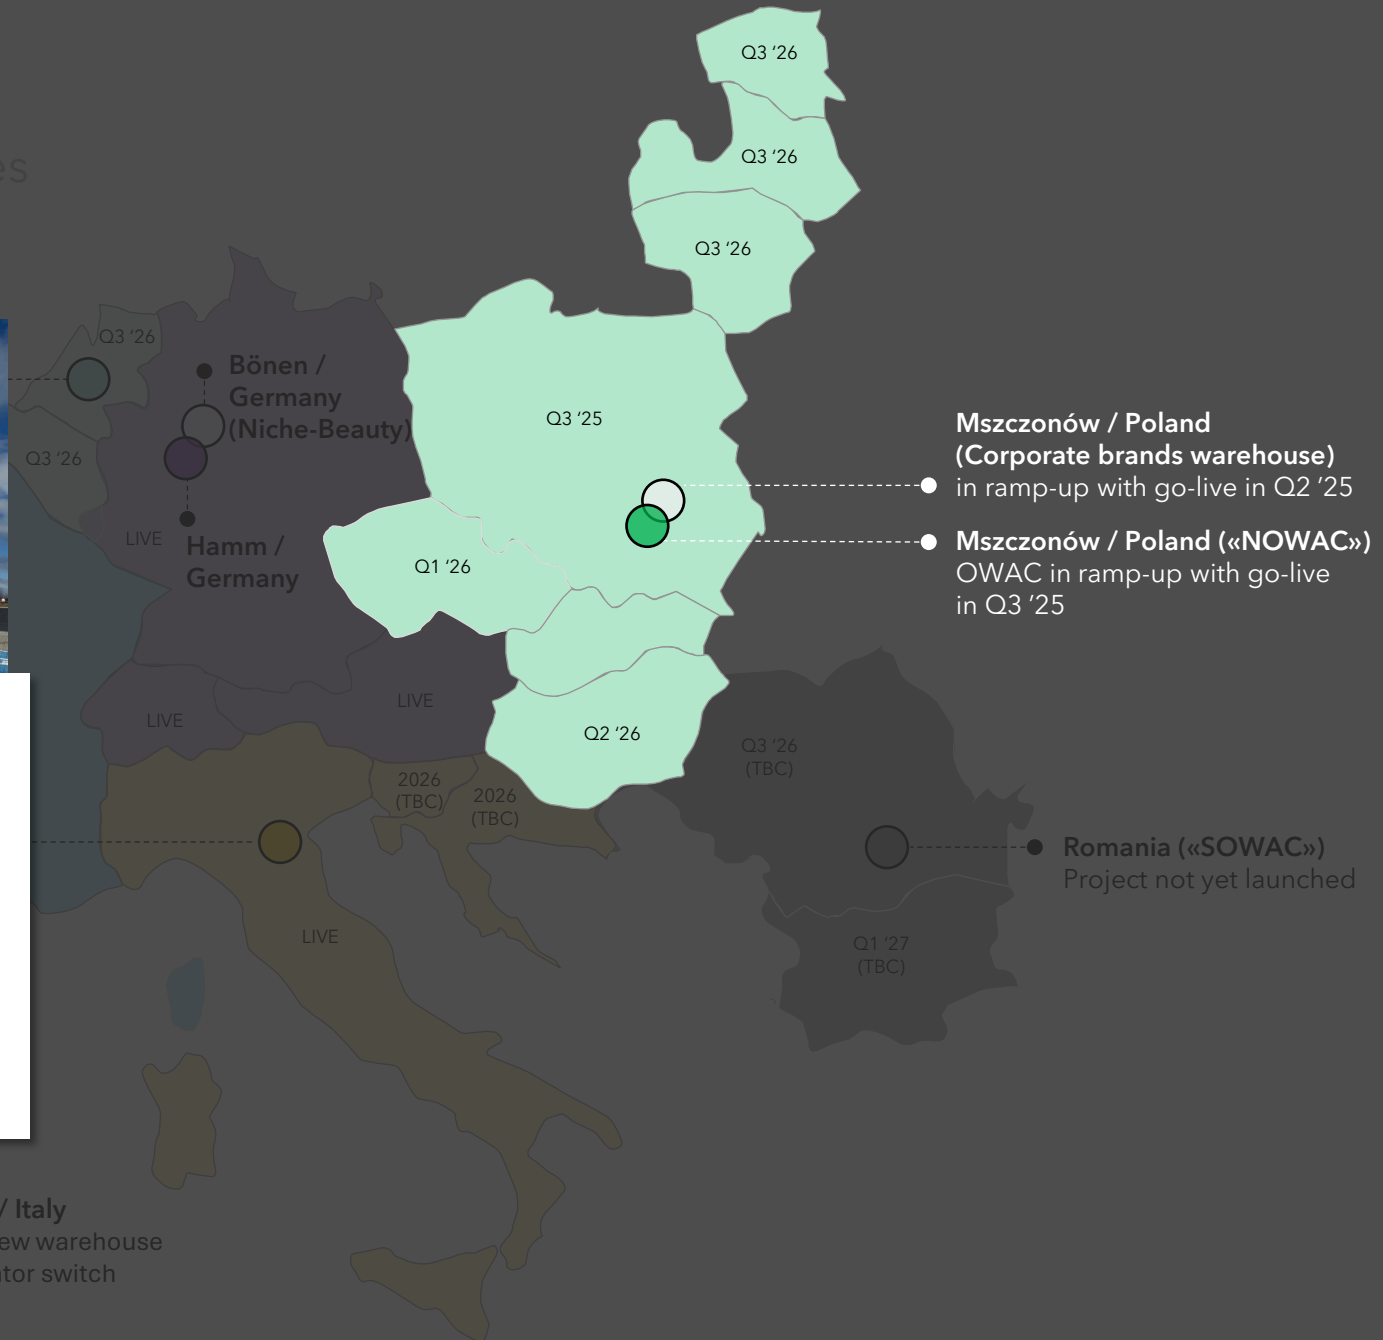 Q3 ‘26
Q3 ‘26
es
Q3 ‘26
Q3 ‘26
Bönen /
Germany
(Niche-Beauty)
Q3 ‘25
Q3 ‘26
Mszczonów / Poland
(Corporate brands warehouse)
in ramp-up with go-live in Q2 ’25
Mszczonów / Poland («NOWAC»)
OWAC in ramp-up with go-live
in Q3 ’25
LIVE
Hamm /
Germany
Q1 ‘26
LIVE
LIVE
Q2 ‘26
Q3 ‘26
(TBC)
2026
(TBC)
2026
(TBC)
Romania («SOWAC»)
Project not yet launched
LIVE
Q1 ‘27
(TBC)
/ Italy
ew warehouse
ator switch